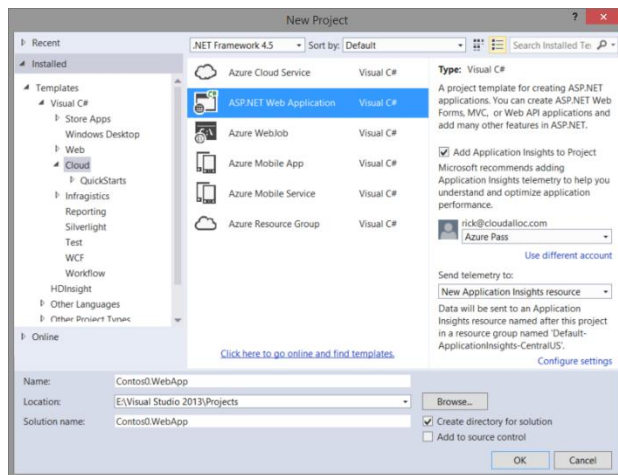 New Project
? x
Recent
Installed
.NET Framework 4.5
Sort by: Default
Search Installed Te
Templates
Visual C#
Store Apps
Windows Desktop
Web
Cloud
QuickStarts
Infragistics
Reporting
Silverlight
Test
WCF
Workflow
HDInsight
Other Languages
Other Project Types
Online
Azure Cloud Service Visual C#
ASP.NET Web Application Visual C#
Azure WebJob Visual C#
Azure Mobile App Visual C#
Azure Mobile Service Visual C#
Azure Resource Group Visual C#
Click here to go online and find templates.
Type: Visual C#
A project template for creating ASP.NET
applications. You can create ASP.NET Web
Forms, MVC, or Web API applications and
add many other features in ASP.NET.
Add Application Insights to Project
Microsoft recommends adding
Application Insights telemetry to help you
understand and optimize application
performance.
rick@cloudalloc.com
Azure Pass
Use different account
Send telemetry to:
New Application Insights resource
Data will be sent to an Application
Insights resource named after this project
in a resource group named 'Default-
ApplicationInsights-CentralUS'.
Configure settings
Name: Contos0.WebApp
Location: E:\Visual Studio 2013\Projects
Browse...
Solution name: Contos0.WebApp
Create directory for solution
Add to source control
OK
Cancel